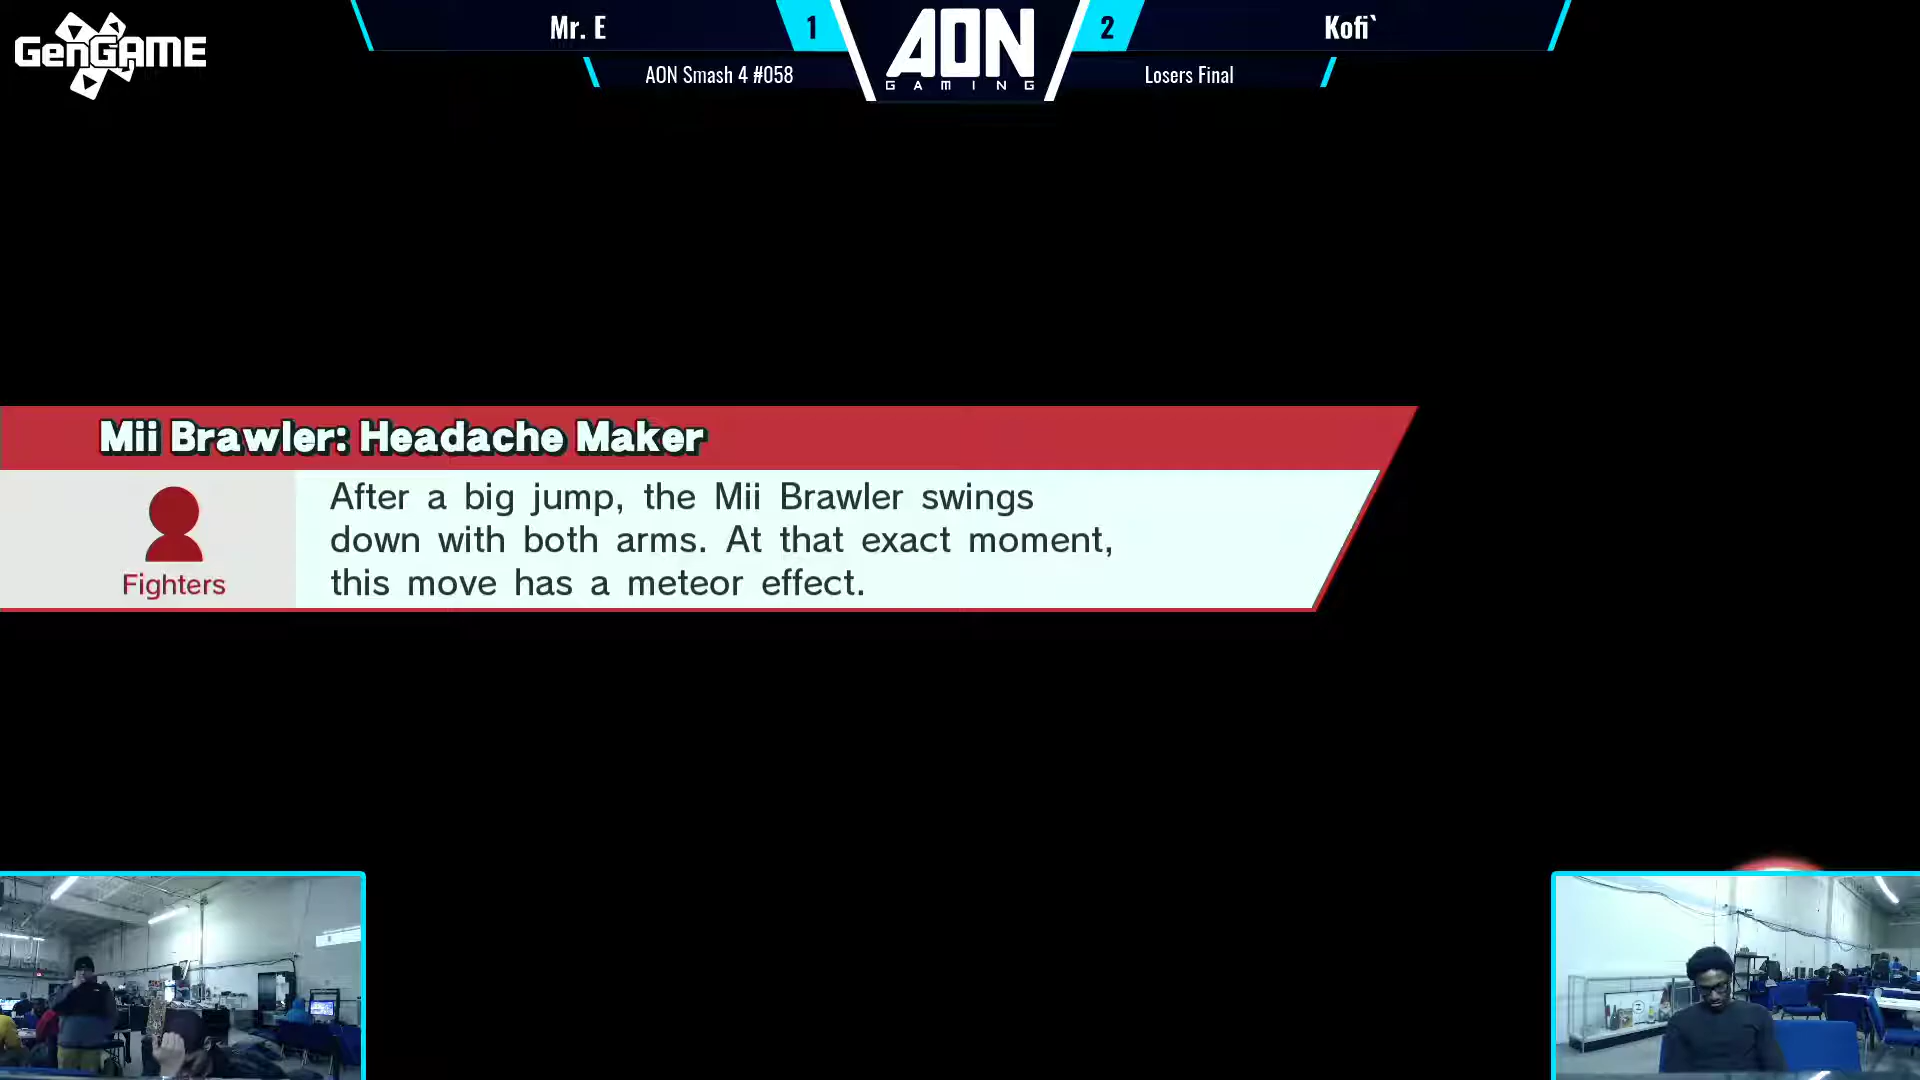 GenGAME
Mr. E
1
AON
GAMING
2
Kofi`
AON Smash 4 #058
Losers Final
Mii Brawler: Headache Maker
After a big jump, the Mii Brawler swings
down with both arms. At that exact moment,
this move has a meteor effect.
Fighters